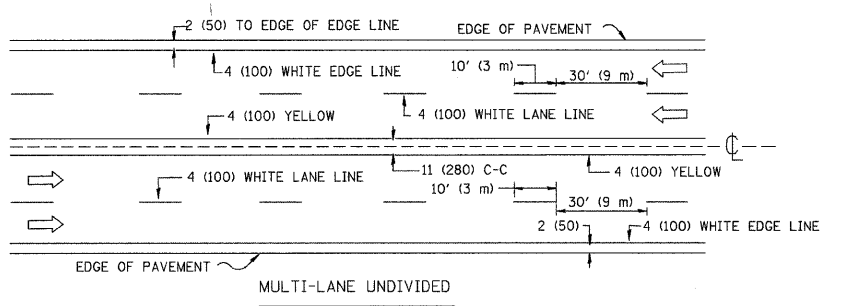 2 (50) TO EDGE OF EDGE LINE
EDGE OF PAVEMENT
4 (100) WHITE EDGE LINE
10' (3 m)
30' (9 m)
4 (100) YELLOW
4 (100) WHITE LANE LINE
℄
4 (100) WHITE LANE LINE
11 (280) C-C
4 (100) YELLOW
10' (3 m)
30' (9 m)
2 (50)
4 (100) WHITE EDGE LINE
EDGE OF PAVEMENT
MULTI-LANE UNDIVIDED